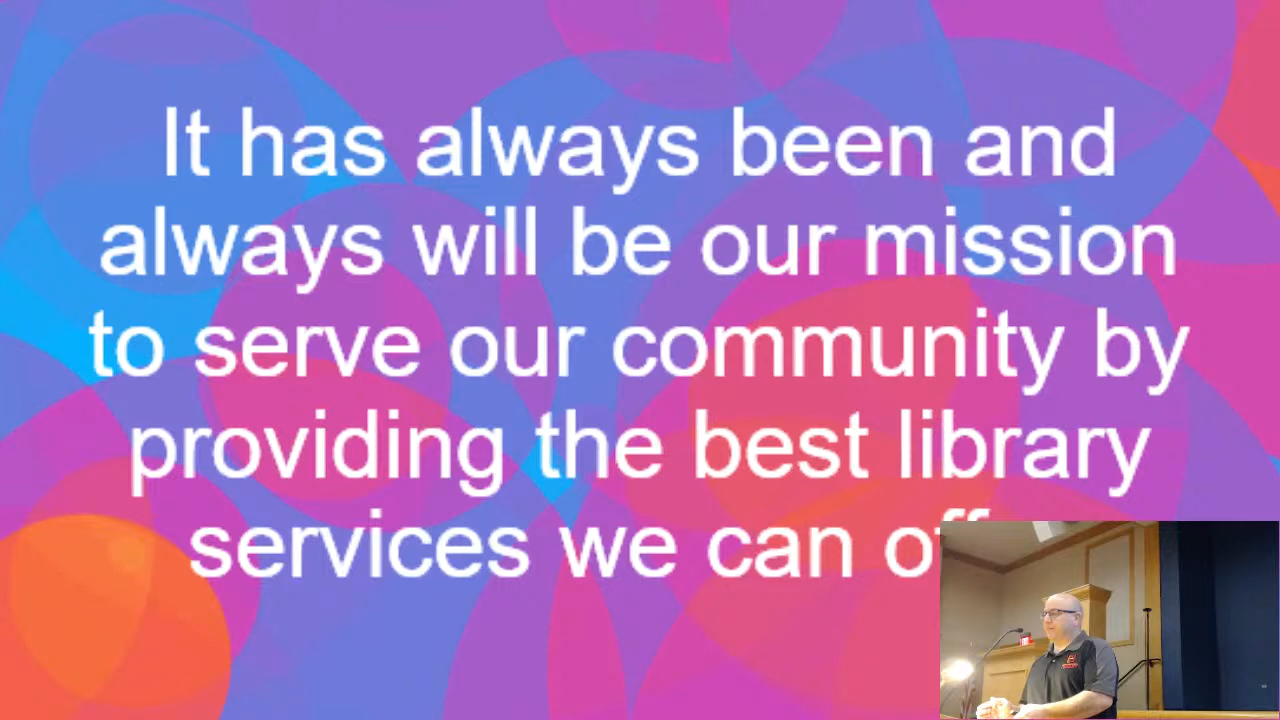 It has always been and
always will be our mission
to serve our community by
providing the best library
services we can